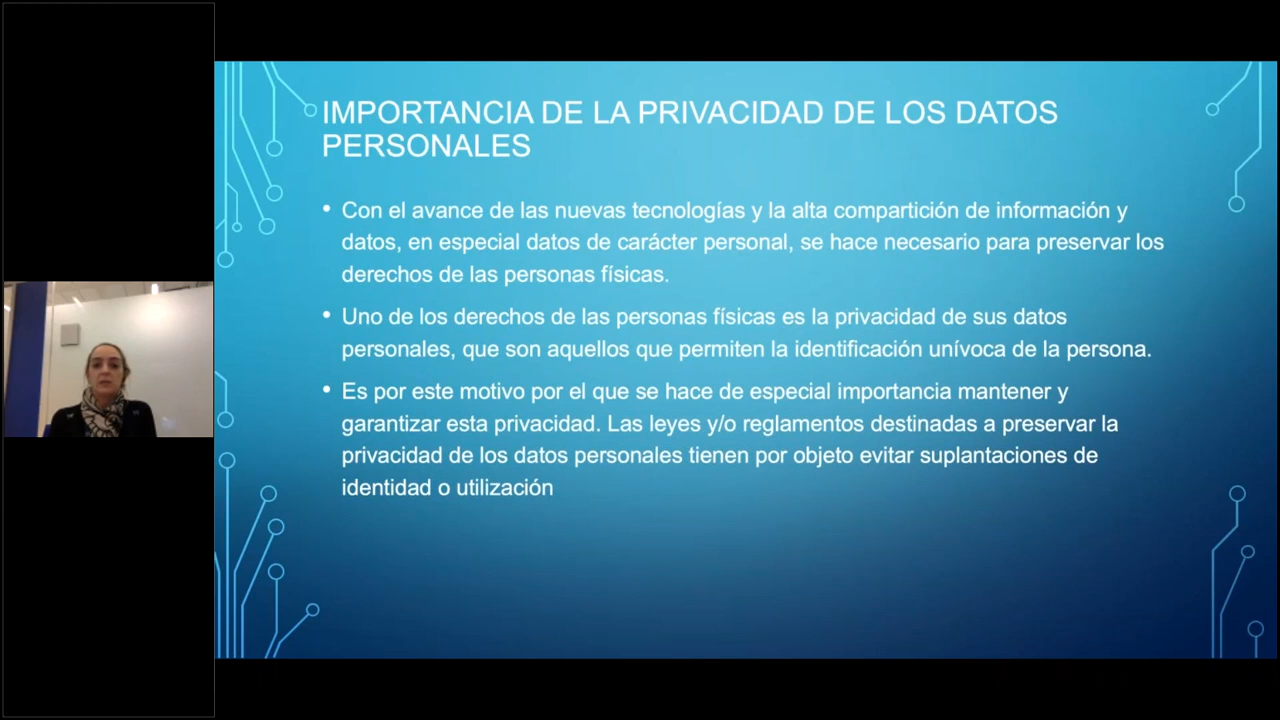 IMPORTANCIA DE LA PRIVACIDAD DE LOS DATOS
PERSONALES
• Con el avance de las nuevas tecnologías y la alta compartición de información y
datos, en especial datos de carácter personal, se hace necesario para preservar los
derechos de las personas físicas.
• Uno de los derechos de las personas físicas es la privacidad de sus datos
personales, que son aquellos que permiten la identificación unívoca de la persona.
• Es por este motivo por el que se hace de especial importancia mantener y
garantizar esta privacidad. Las leyes y/o reglamentos destinadas a preservar la
privacidad de los datos personales tienen por objeto evitar suplantaciones de
identidad o utilización